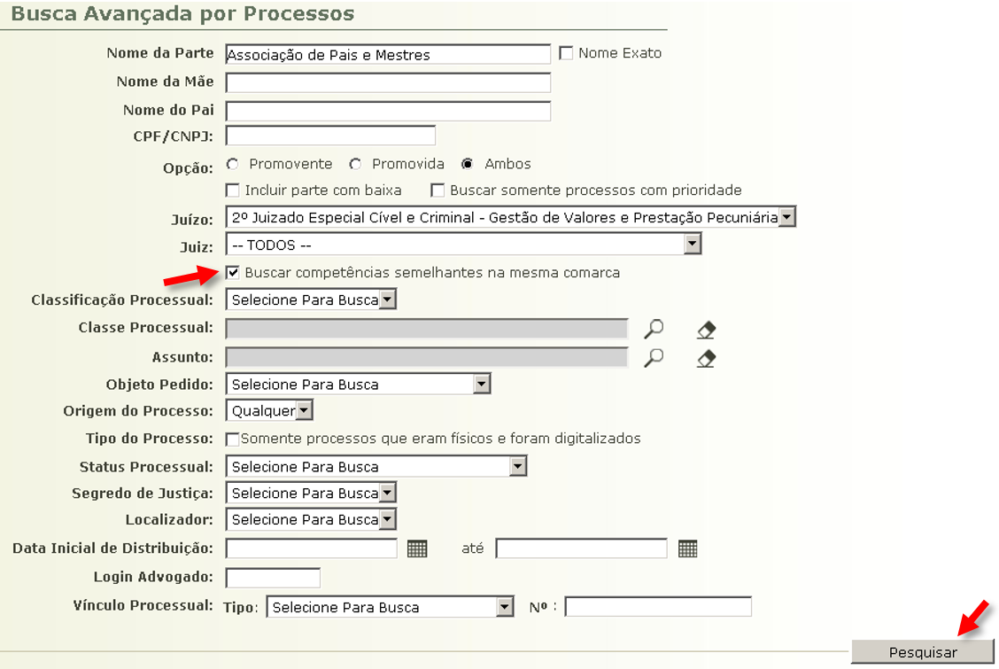 Busca Avançada por Processos
Nome da Parte Associação de Pais e Mestres Nome Exato
Nome da Mãe
Nome do Pai
CPF/CNPJ:
Opção: Promovente Promovida Ambos
Incluir parte com baixa Buscar somente processos com prioridade
Juízo: 2º Juizado Especial Cível e Criminal - Gestão de Valores e Prestação Pecuniária
Juiz: -- TODOS --
Buscar competências semelhantes na mesma comarca
Classificação Processual: Selecione Para Busca
Classe Processual:
Assunto:
Objeto Pedido: Selecione Para Busca
Origem do Processo: Qualquer
Tipo do Processo: Somente processos que eram físicos e foram digitalizados
Status Processual: Selecione Para Busca
Segredo de Justiça: Selecione Para Busca
Localizador: Selecione Para Busca
Data Inicial de Distribuição: até
Login Advogado:
Vínculo Processual: Tipo: Selecione Para Busca Nº :
Pesquisar